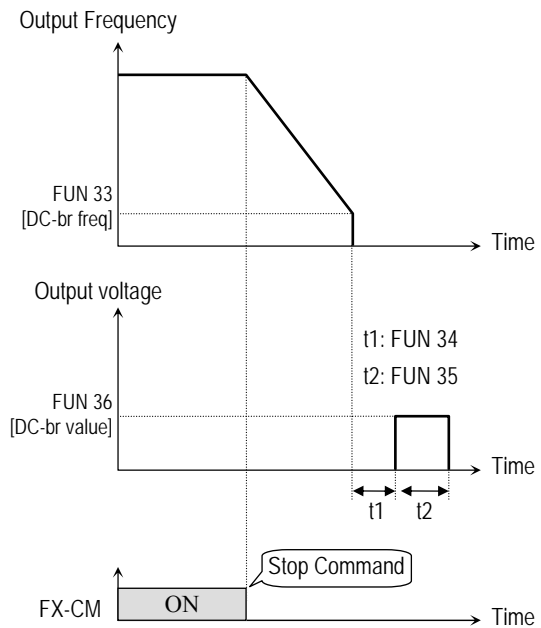 Output Frequency
FUN 33
[DC-br freq]
Time
Output voltage
t1: FUN 34
t2: FUN 35
FUN 36
[DC-br value]
Time
t1
t2
Stop Command
FX-CM
ON
Time